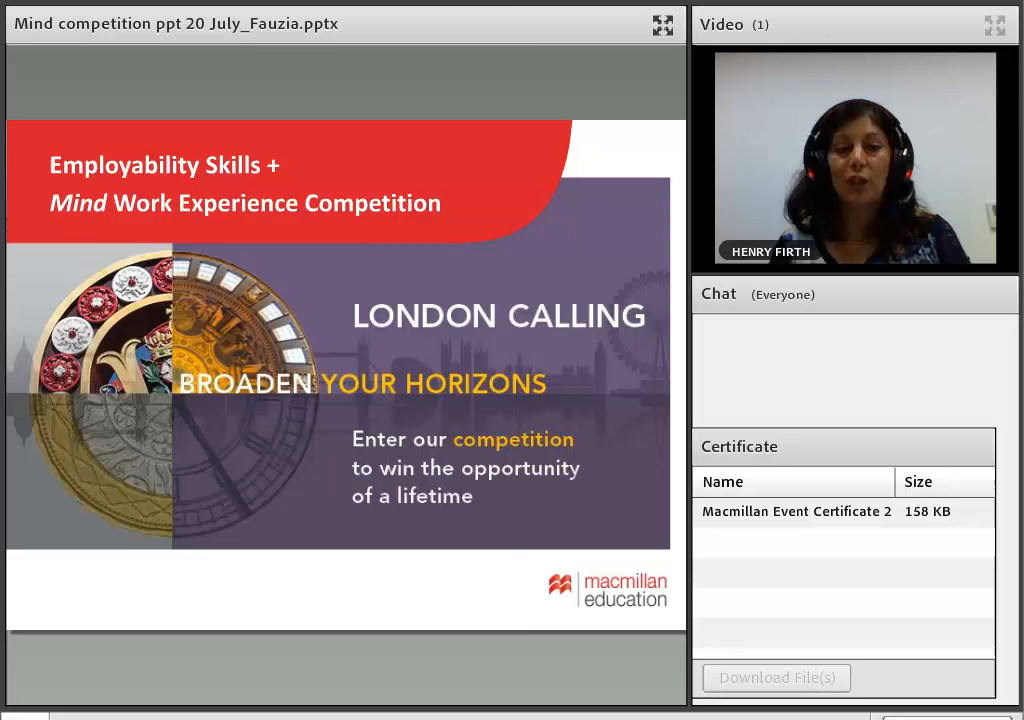 Mind competition ppt 20 July_Fauzia.pptx
Employability Skills +
Mind Work Experience Competition
LONDON CALLING
BROADEN YOUR HORIZONS
Enter our competition
to win the opportunity
of a lifetime
macmillan
education
Video (1)
HENRY FIRTH
Chat (Everyone)
Certificate
Name Size
Macmillan Event Certificate 2 158 KB
Download File(s)